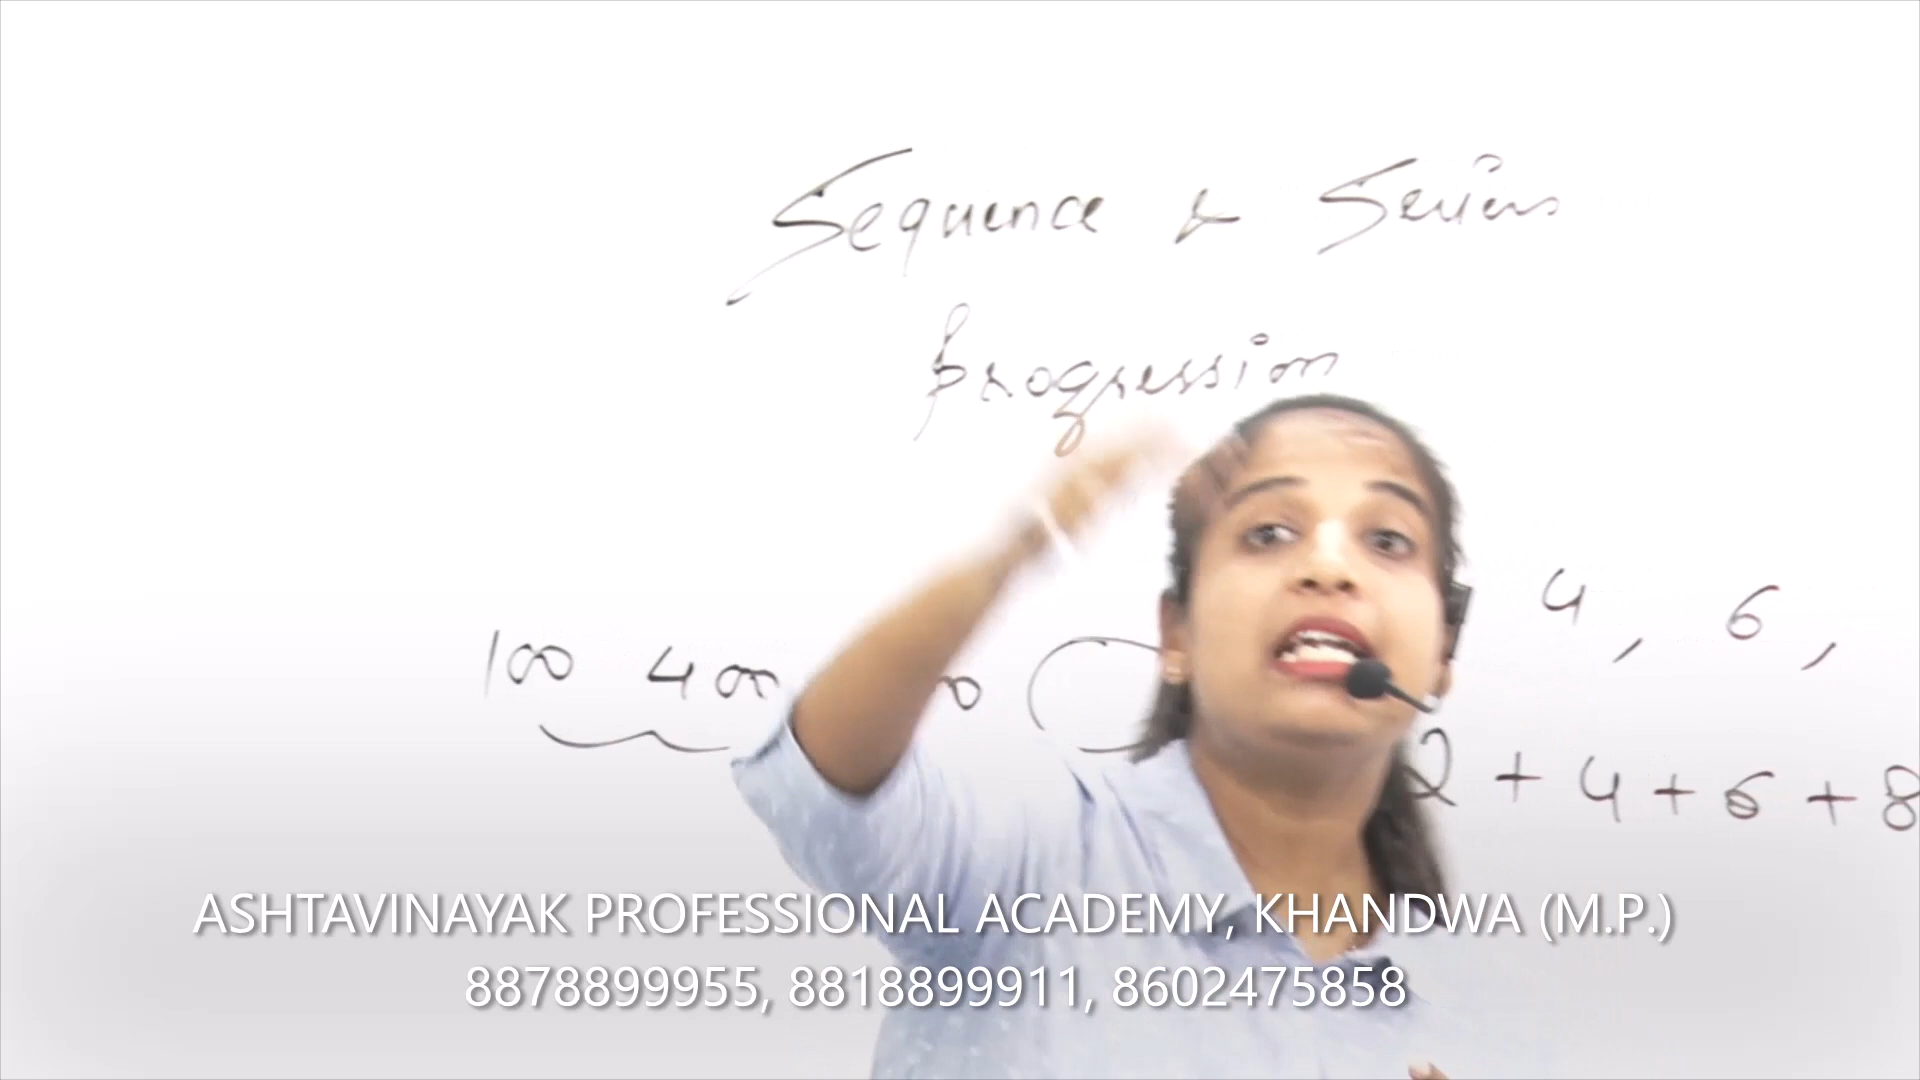 Sequence & Series
Progression
4, 6,
100 400
2 + 4 + 6 + 8
ASHTAVINAYAK PROFESSIONAL ACADEMY, KHANDWA (M.P.)
8878899955, 8818899911, 8602475858